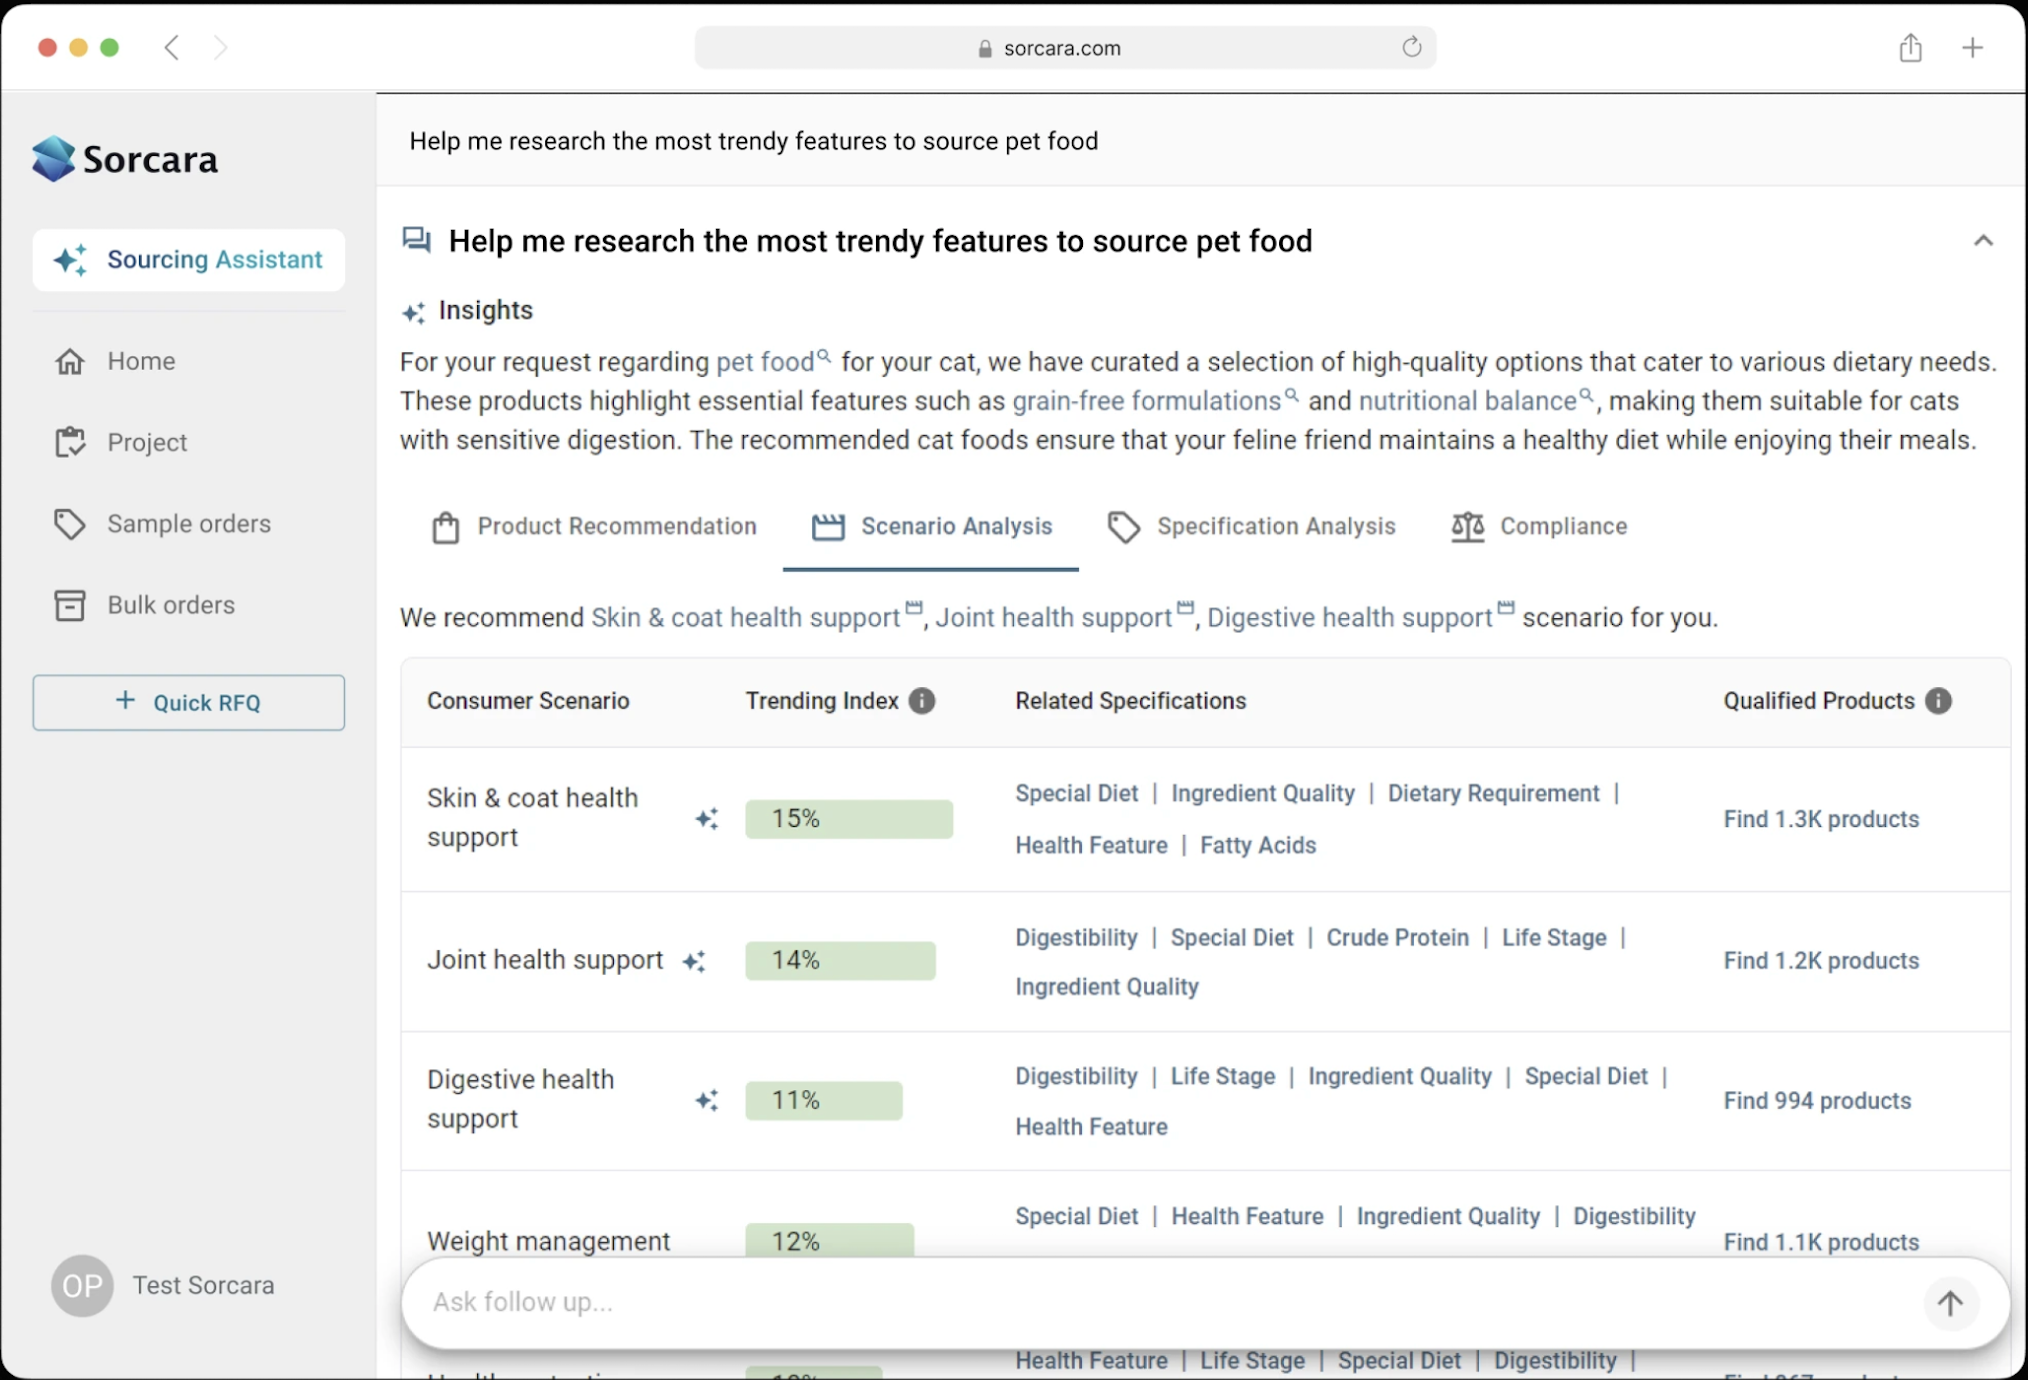 sorcara.com
Sorcara
Sourcing Assistant
Home
Project
Sample orders
Bulk orders
+ Quick RFQ
OP Test Sorcara
Help me research the most trendy features to source pet food
Help me research the most trendy features to source pet food
Insights
For your request regarding pet food for your cat, we have curated a selection of high-quality options that cater to various dietary needs.
These products highlight essential features such as grain-free formulations and nutritional balance, making them suitable for cats
with sensitive digestion. The recommended cat foods ensure that your feline friend maintains a healthy diet while enjoying their meals.
Product Recommendation Scenario Analysis Specification Analysis Compliance
We recommend Skin & coat health support, Joint health support, Digestive health support scenario for you.
Consumer Scenario Trending Index Related Specifications Qualified Products
Skin & coat health
support
15%
Special Diet | Ingredient Quality | Dietary Requirement |
Health Feature | Fatty Acids
Find 1.3K products
Joint health support
14%
Digestibility | Special Diet | Crude Protein | Life Stage |
Ingredient Quality
Find 1.2K products
Digestive health
support
11%
Digestibility | Life Stage | Ingredient Quality | Special Diet |
Health Feature
Find 994 products
Weight management
12%
Special Diet | Health Feature | Ingredient Quality | Digestibility
Find 1.1K products
Ask follow up...
Health Feature | Life Stage | Special Diet | Digestibility |